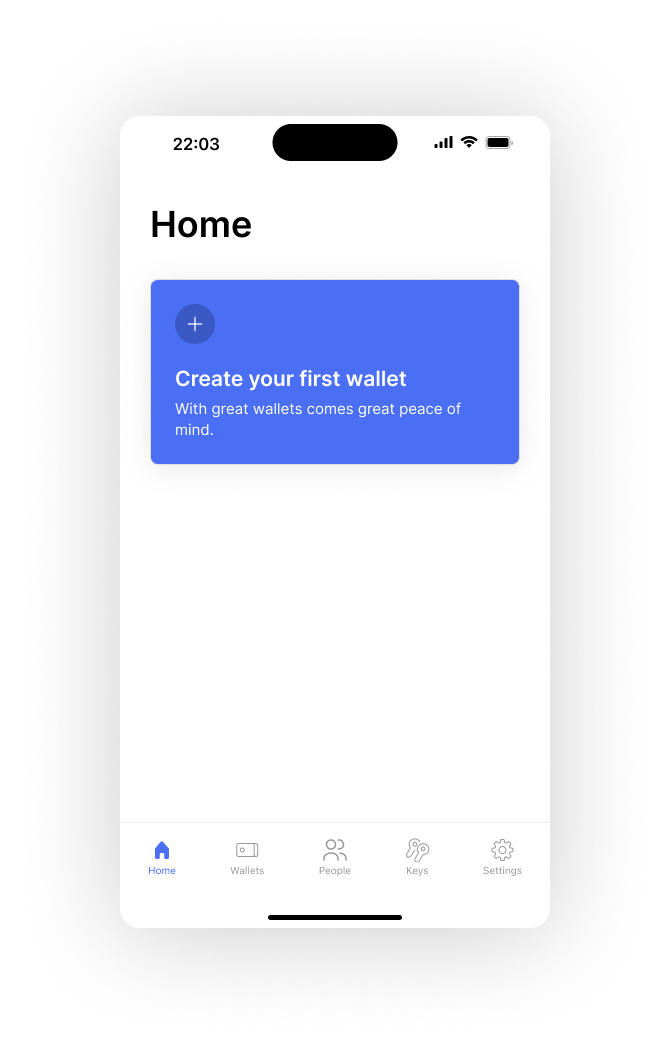 22:03
Home
Create your first wallet
With great wallets comes great peace of
mind.
Home
Wallets
People
Keys
Settings